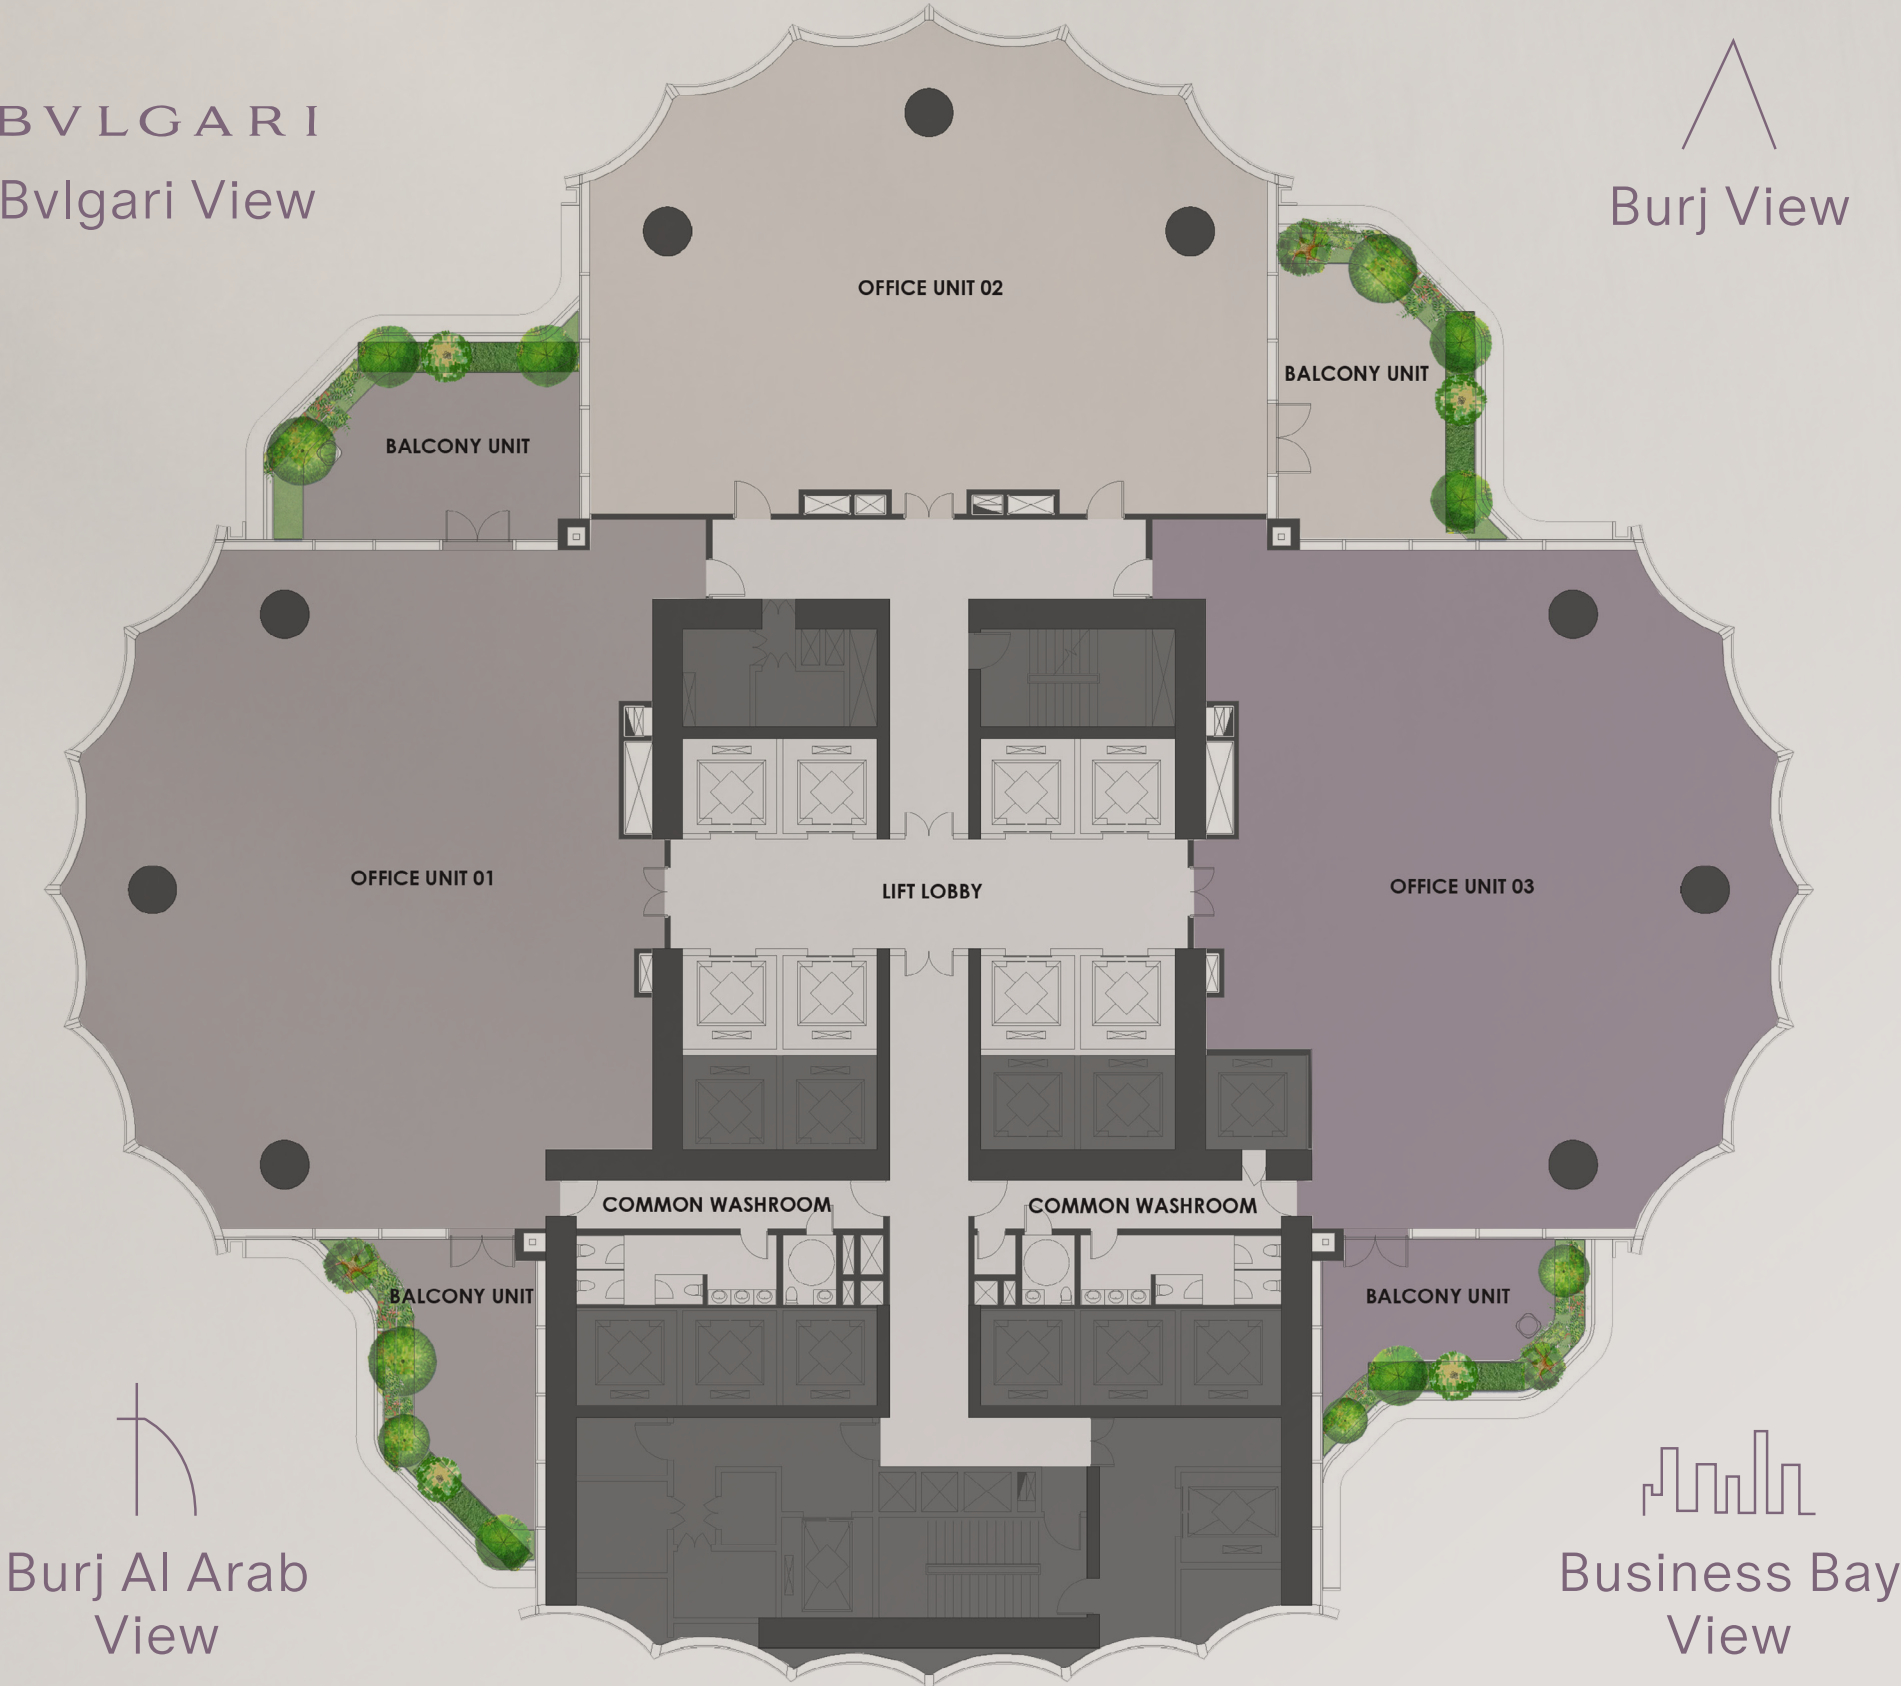 BVLGARI
Bvlgari View
Burj View
OFFICE UNIT 02
BALCONY UNIT
BALCONY UNIT
OFFICE UNIT 01
LIFT LOBBY
OFFICE UNIT 03
COMMON WASHROOM
COMMON WASHROOM
BALCONY UNIT
BALCONY UNIT
Burj Al Arab
View
Business Bay
View